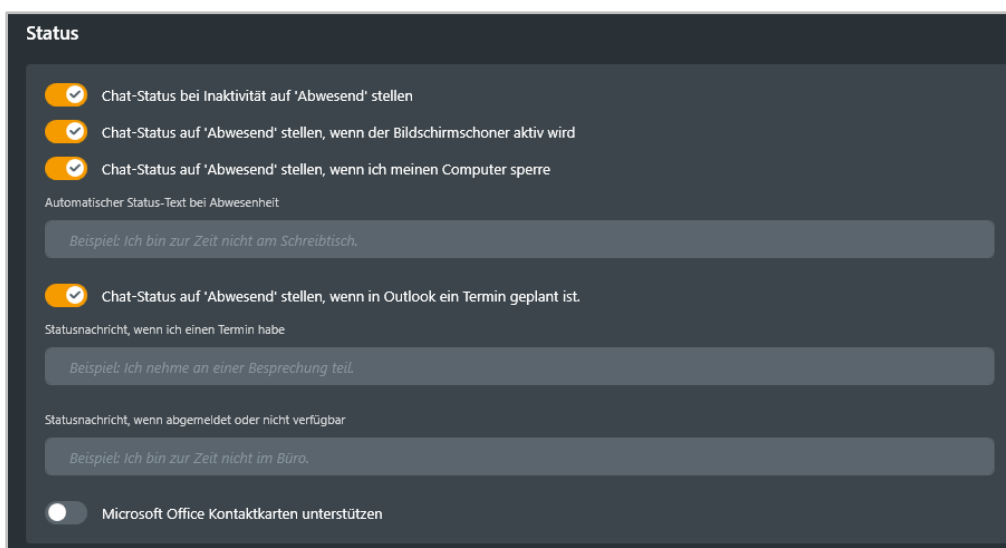 Status
Chat-Status bei Inaktivität auf 'Abwesend' stellen
Chat-Status auf 'Abwesend' stellen, wenn der Bildschirmschoner aktiv wird
Chat-Status auf 'Abwesend' stellen, wenn ich meinen Computer sperre
Automatischer Status-Text bei Abwesenheit
Beispiel: Ich bin zur Zeit nicht am Schreibtisch.
Chat-Status auf 'Abwesend' stellen, wenn in Outlook ein Termin geplant ist.
Statusnachricht, wenn ich einen Termin habe
Beispiel: Ich nehme an einer Besprechung teil.
Statusnachricht, wenn abgemeldet oder nicht verfügbar
Beispiel: Ich bin zur Zeit nicht im Büro.
Microsoft Office Kontaktkarten unterstützen